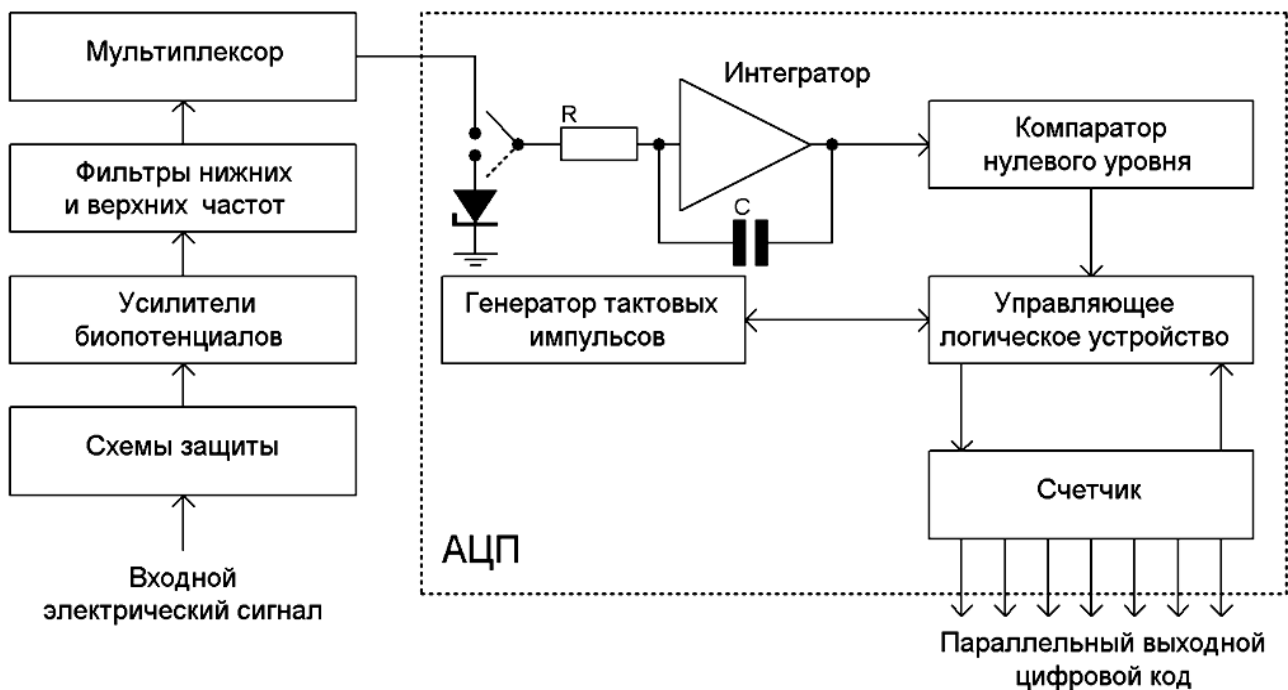 Мультиплексор
Фильтры нижних
и верхних частот
Усилители
биопотенциалов
Схемы защиты
Входной
электрический сигнал
R
Интегратор
C
Компаратор
нулевого уровня
Генератор тактовых
импульсов
Управляющее
логическое устройство
Счетчик
АЦП
Параллельный выходной
цифровой код